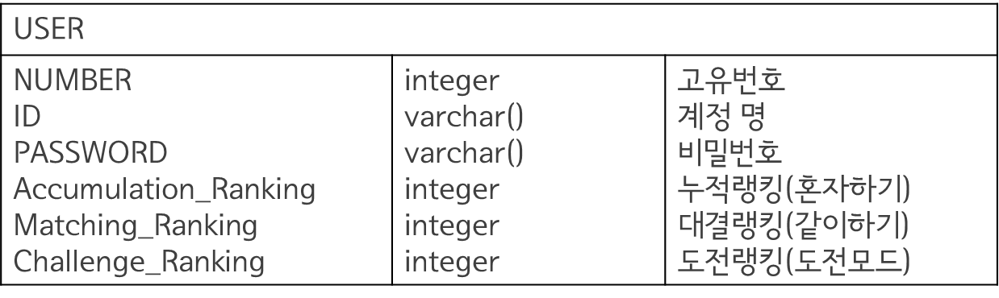 USER
NUMBER integer 고유번호
ID varchar() 계정 명
PASSWORD varchar() 비밀번호
Accumulation_Ranking integer 누적랭킹(혼자하기)
Matching_Ranking integer 대결랭킹(같이하기)
Challenge_Ranking integer 도전랭킹(도전모드)